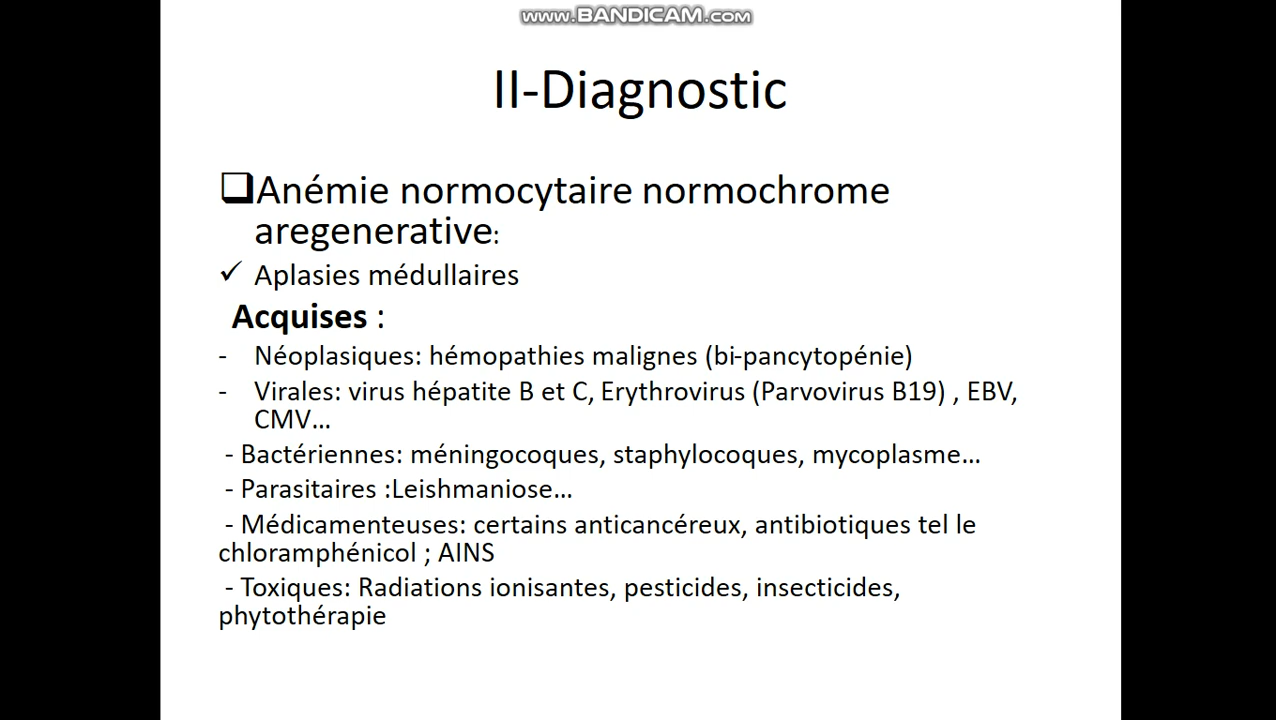 www.BANDICAM.com
II-Diagnostic
❑Anémie normocytaire normochrome
aregenerative:
✓ Aplasies médullaires
Acquises :
- Néoplasiques: hémopathies malignes (bi-pancytopénie)
- Virales: virus hépatite B et C, Erythrovirus (Parvovirus B19) , EBV,
CMV…
- Bactériennes: méningocoques, staphylocoques, mycoplasme…
- Parasitaires :Leishmaniose…
- Médicamenteuses: certains anticancéreux, antibiotiques tel le
chloramphénicol ; AINS
- Toxiques: Radiations ionisantes, pesticides, insecticides,
phytothérapie